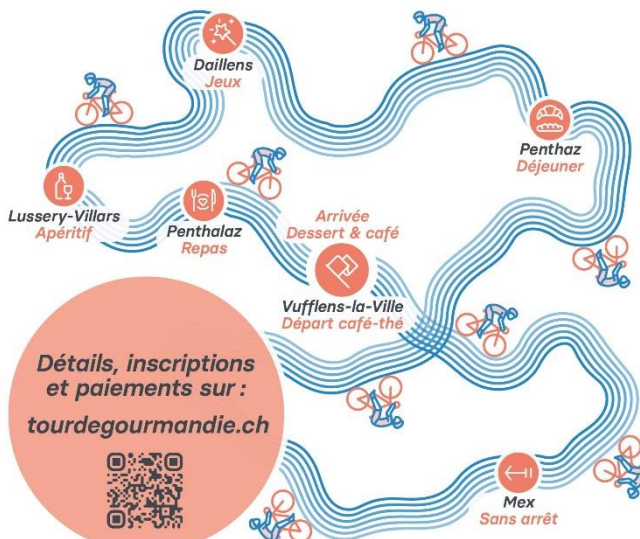 Daillens
Jeux
Penthaz
Déjeuner
Lussery-Villars
Apéritif
Penthalaz
Repas
Arrivée
Dessert & café
Vufflens-la-Ville
Départ café-thé
Détails, inscriptions
et paiements sur :
tourdegourmandie.ch
Mex
Sans arrêt